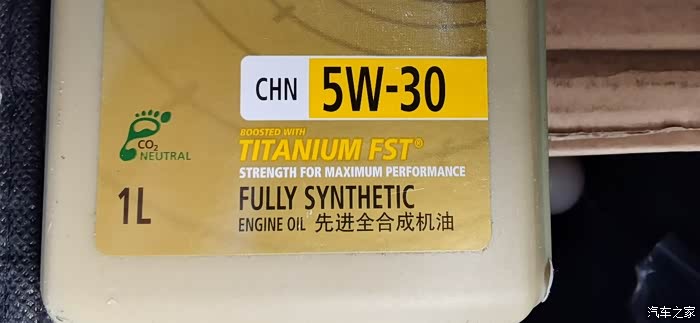 CHN 5W-30
BOOSTED WITH
TITANIUM FST®
STRENGTH FOR MAXIMUM PERFORMANCE
FULLY SYNTHETIC
ENGINE OIL 先进全合成机油
CO2
NEUTRAL
1L
汽车之家